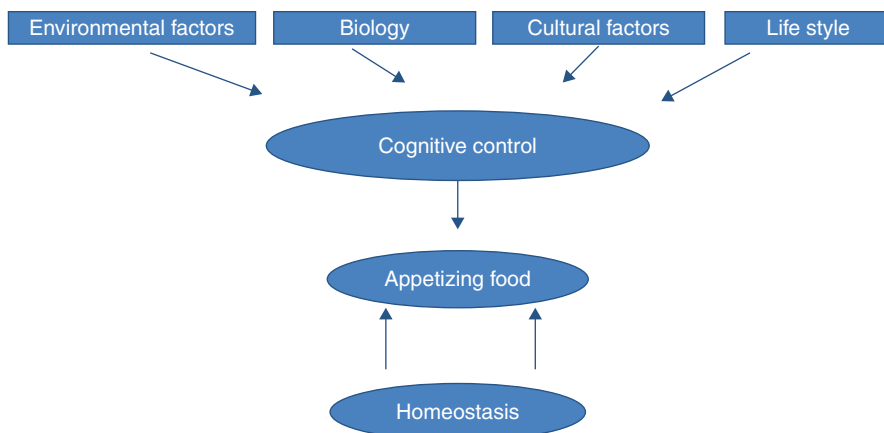 Environmental factors
Biology
Cultural factors
Life style
Cognitive control
Appetizing food
Homeostasis